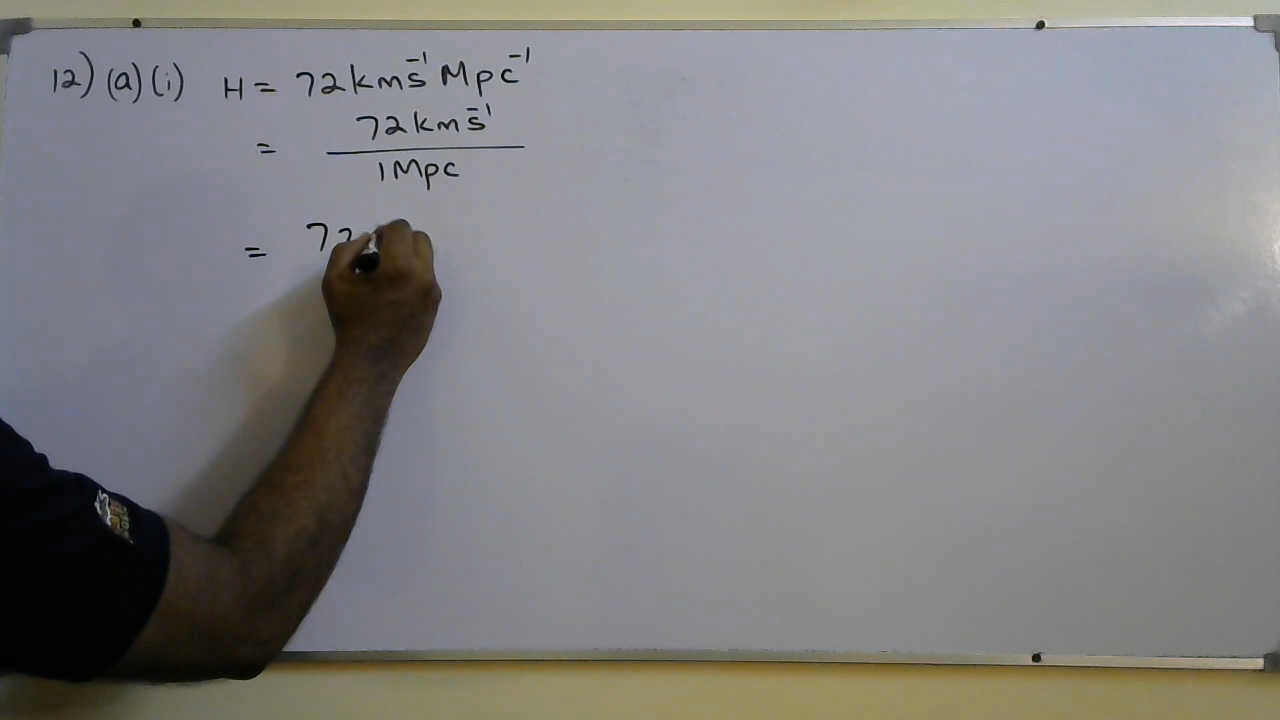 12) (a) (i) H = 72 km s⁻¹ Mpc⁻¹
= 72 km s⁻¹ / 1 Mpc
= 72